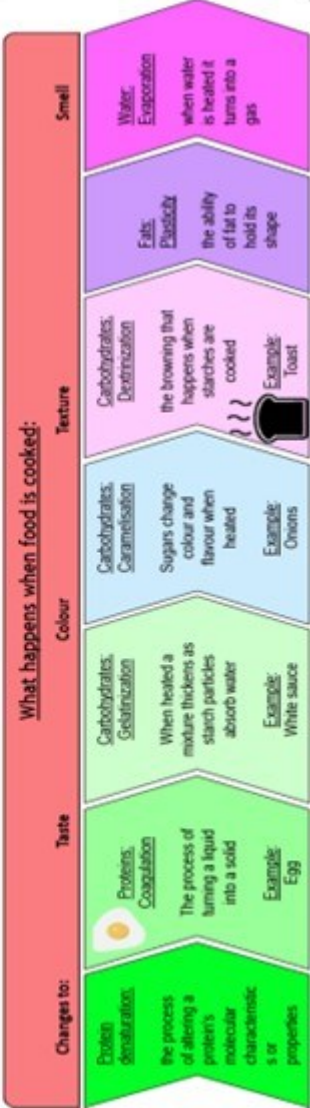 What happens when food is cooked:
Changes to: Taste Colour Texture Smell
Protein
denaturation:
the process
of altering a
protein's
molecular
characteristic
s or
properties
Proteins:
Coagulation
The process of
turning a liquid
into a solid
Example:
Egg
Carbohydrates:
Gelatinization
When heated a
mixture thickens as
starch particles
absorb water
Example:
White sauce
Carbohydrates:
Caramelisation
Sugars change
colour and
flavour when
heated
Example:
Onions
Carbohydrates:
Dextrinization
the browning that
happens when
starches are
cooked
Example:
Toast
Fats:
Plasticity
the ability
of fat to
hold its
shape
Water:
Evaporation
when water
is heated it
turns into a
gas